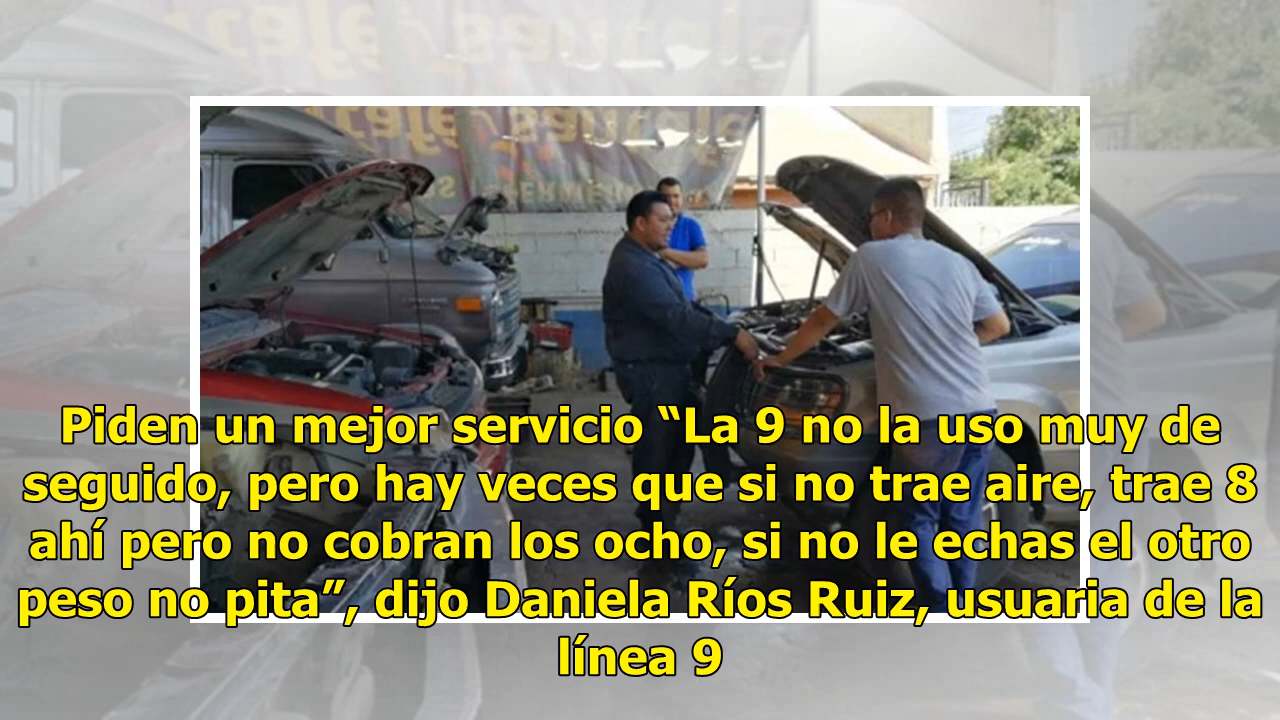 café y santajo
Piden un mejor servicio “La 9 no la uso muy de
seguido, pero hay veces que si no trae aire, trae 8
ahí pero no cobran los ocho, si no le echas el otro
peso no pita”, dijo Daniela Ríos Ruiz, usuaria de la
línea 9